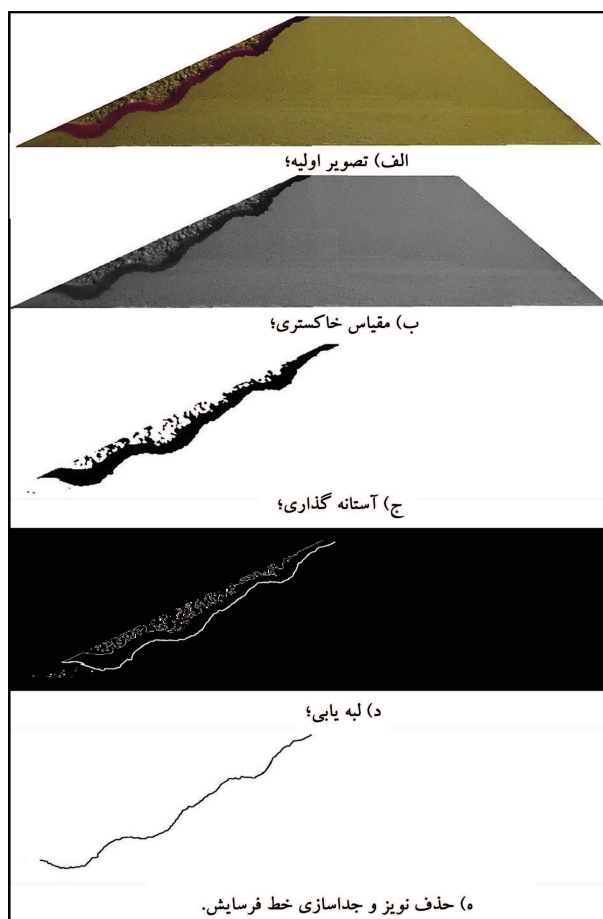 الف) تصویر اولیه؛
ب) مقیاس خاکستری؛
ج) آستانه گذاری؛
د) لبه یابی؛
ه) حذف نویز و جداسازی خط فرسایش.